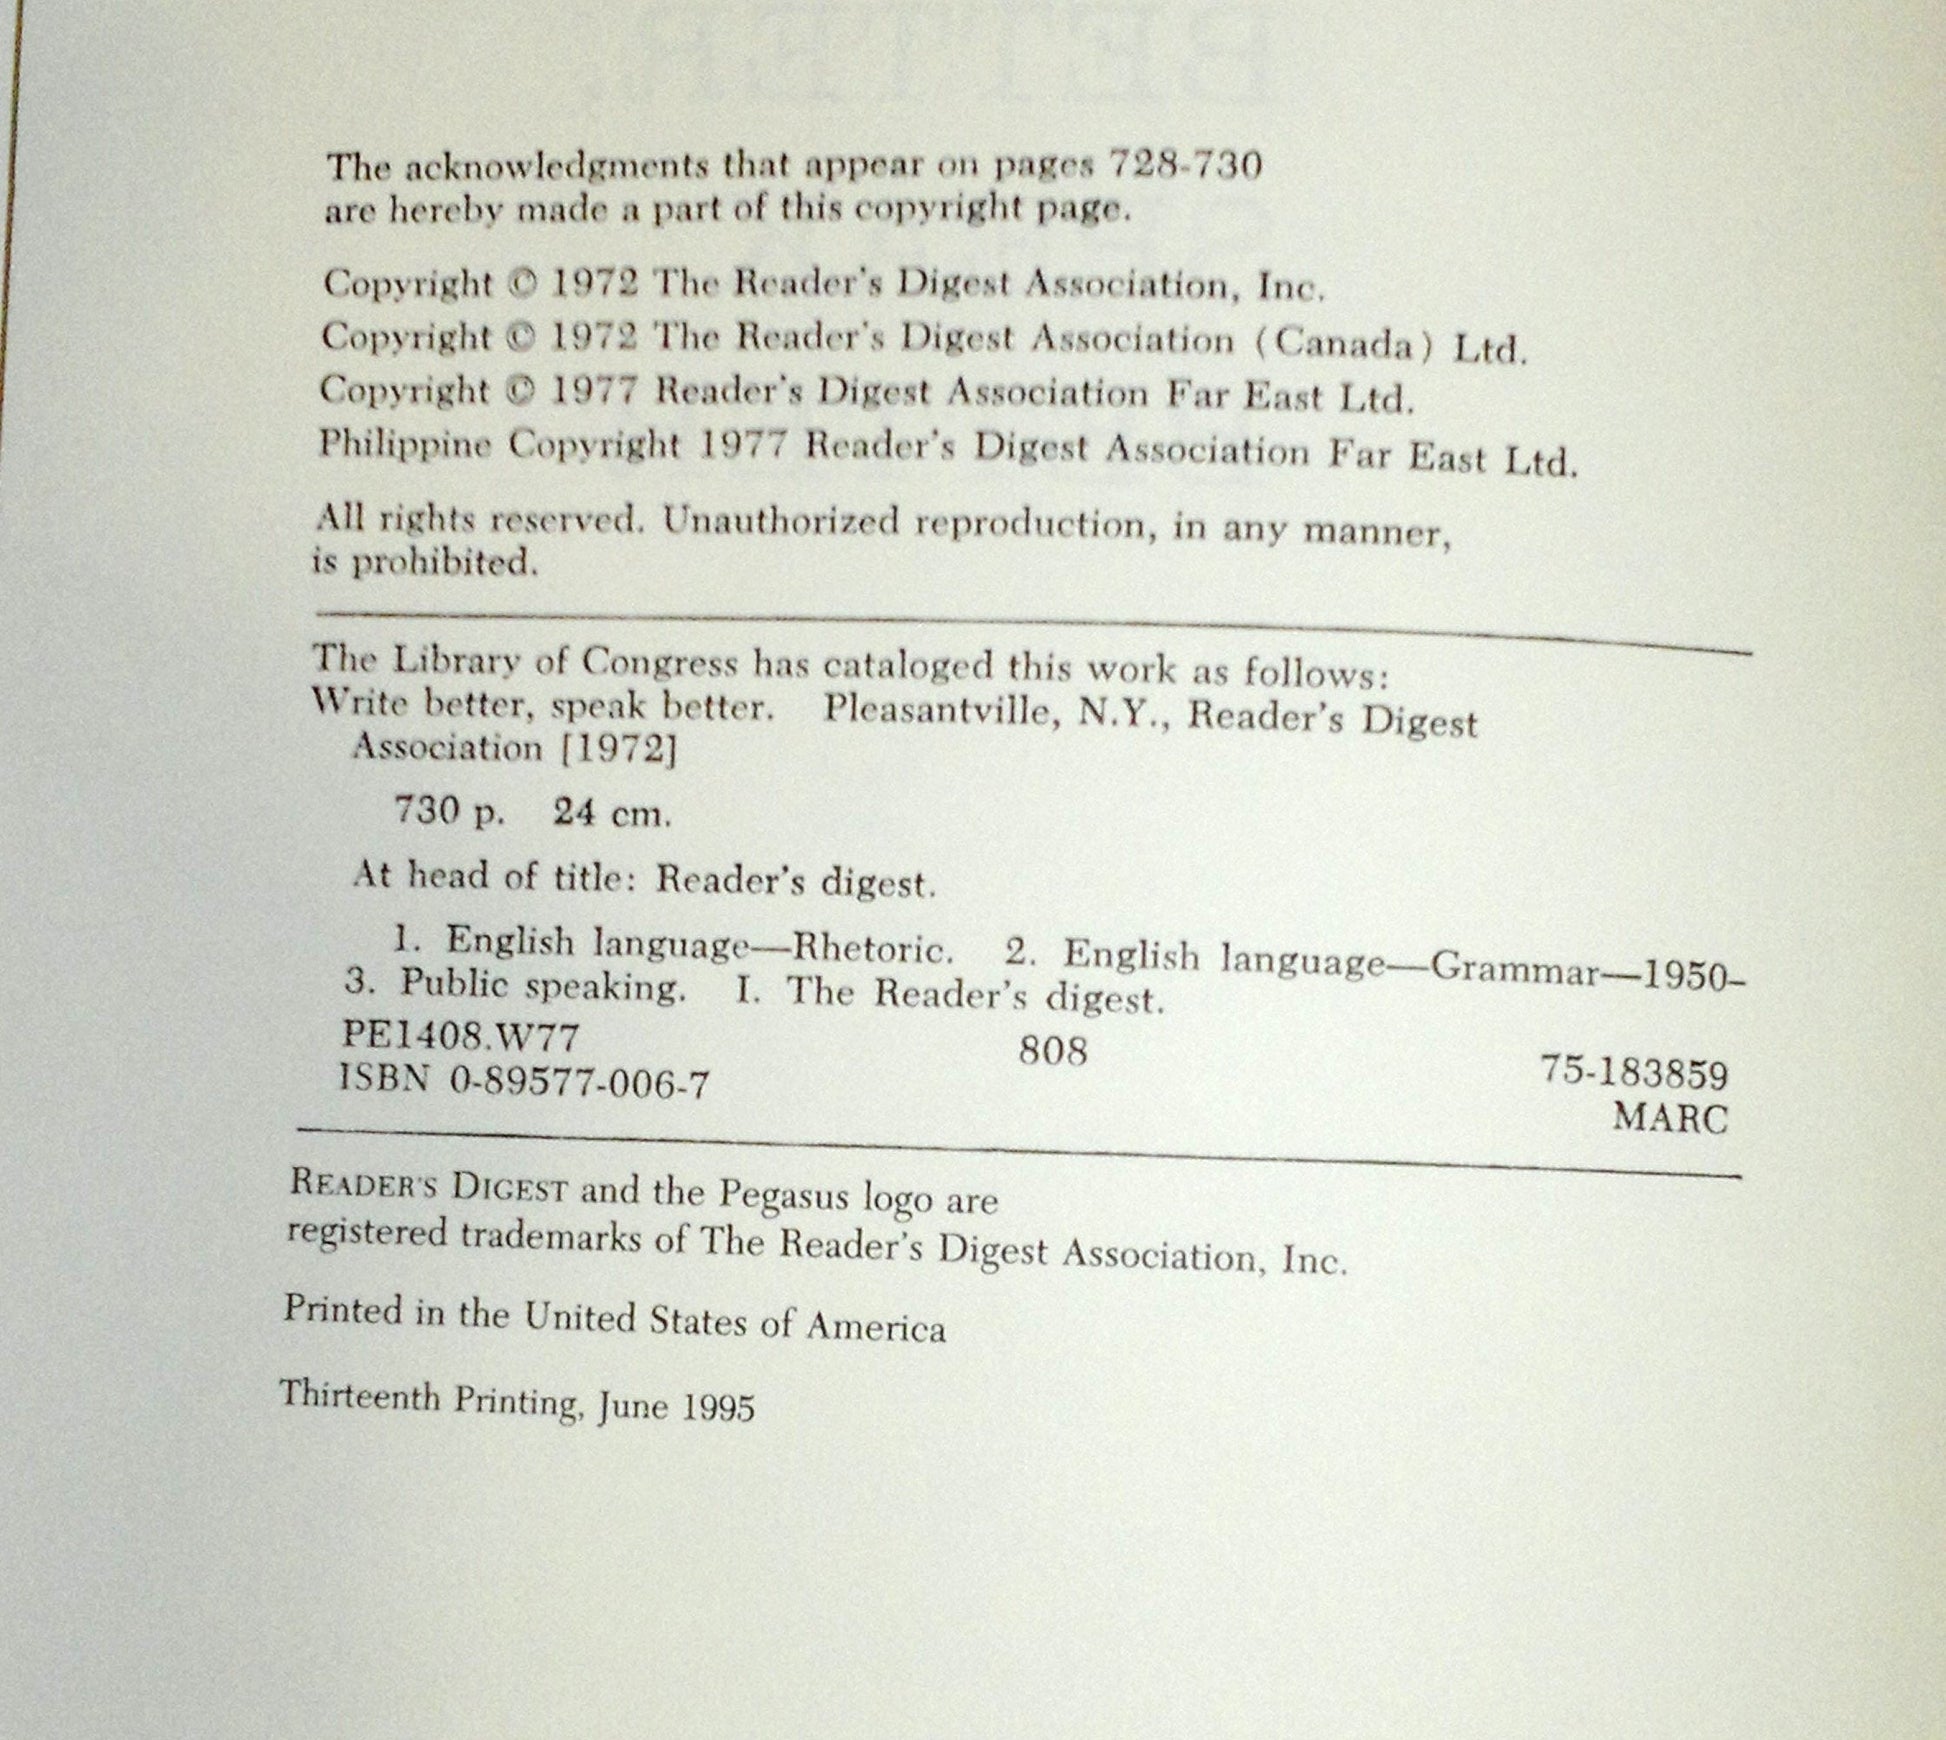 The acknowledgments that appear on pages 728-730
are hereby made a part of this copyright page.
Copyright © 1972 The Reader's Digest Association, Inc.
Copyright © 1972 The Reader's Digest Association (Canada) Ltd.
Copyright © 1977 Reader's Digest Association Far East Ltd.
Philippine Copyright 1977 Reader's Digest Association Far East Ltd.
All rights reserved. Unauthorized reproduction, in any manner,
is prohibited.
The Library of Congress has cataloged this work as follows:
Write better, speak better. Pleasantville, N.Y., Reader's Digest
Association [1972]
730 p. 24 cm.
At head of title: Reader's digest.
1. English language—Rhetoric. 2. English language—Grammar—1950–
3. Public speaking. I. The Reader's digest.
PE1408.W77 808 75-183859
ISBN 0-89577-006-7 MARC
READER'S DIGEST and the Pegasus logo are
registered trademarks of The Reader's Digest Association, Inc.
Printed in the United States of America
Thirteenth Printing, June 1995